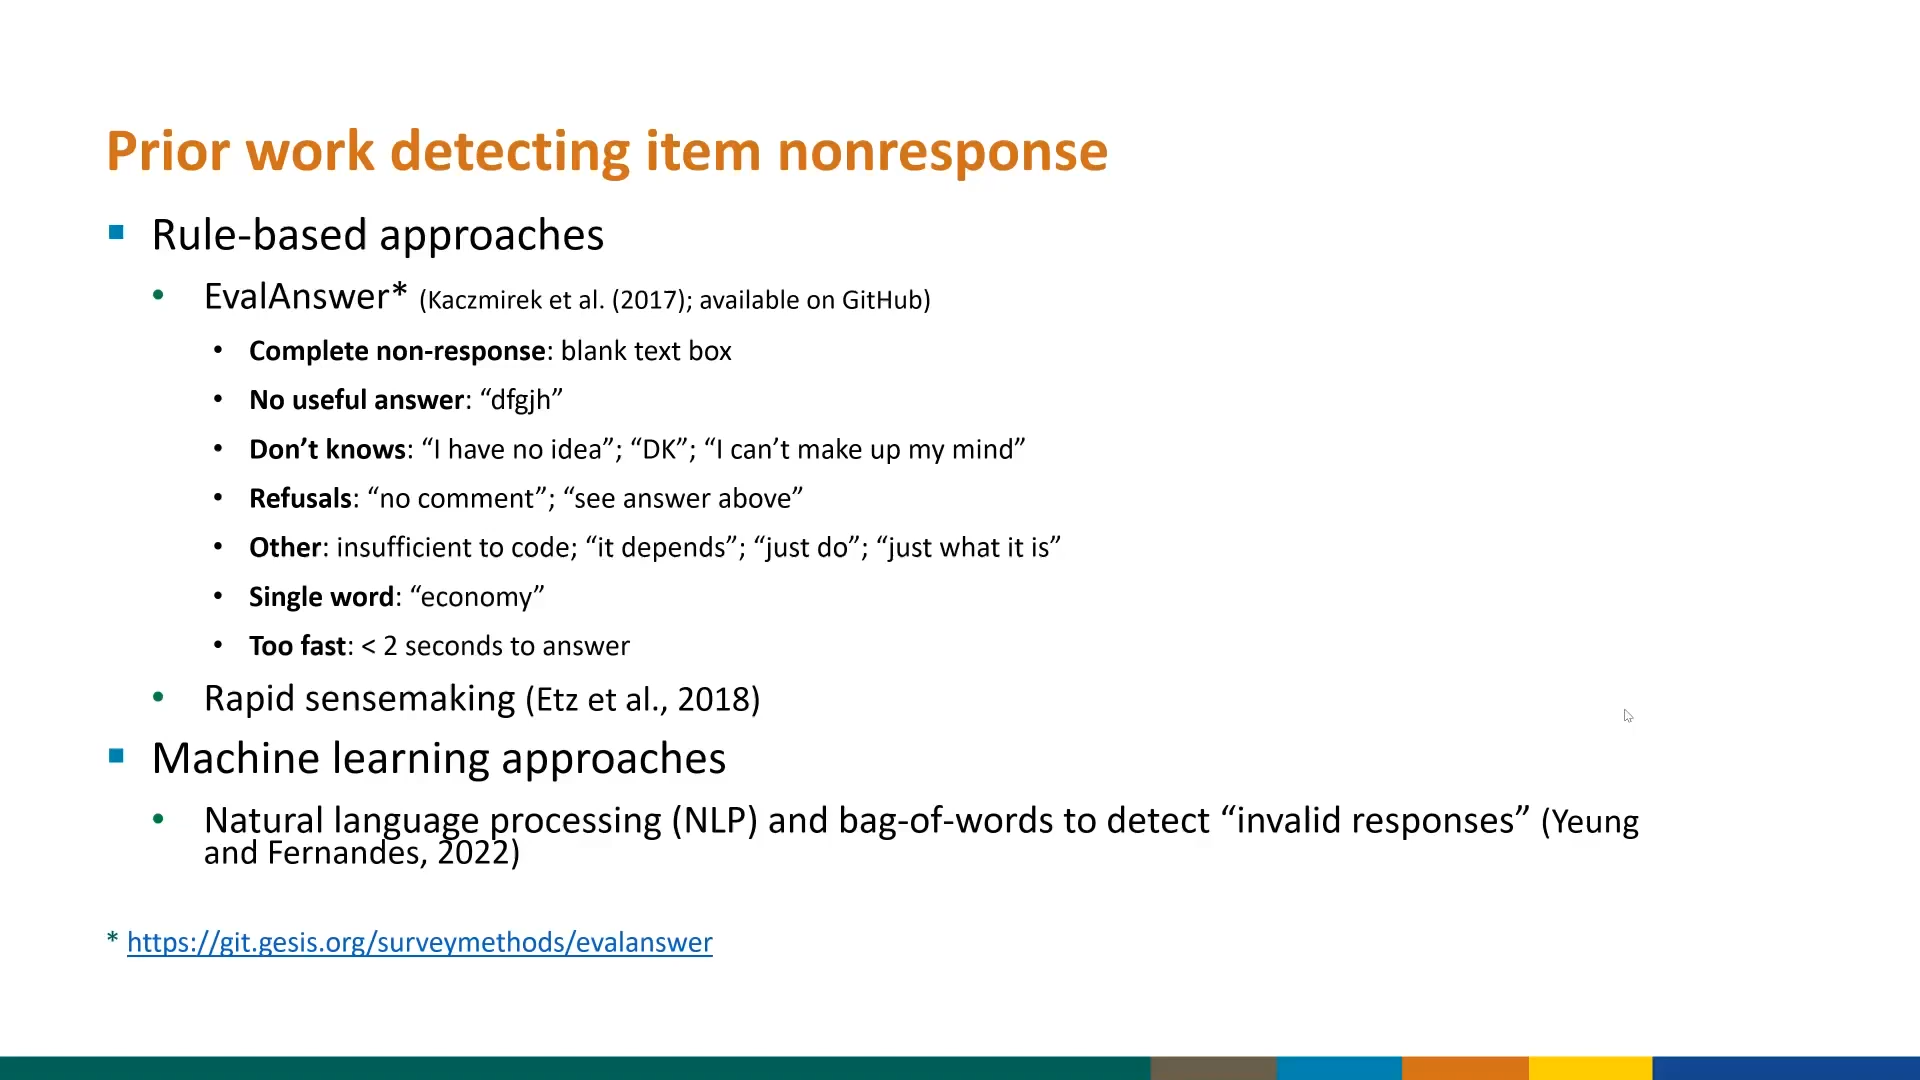 Prior work detecting item nonresponse
Rule-based approaches
EvalAnswer* (Kaczmirek et al. (2017); available on GitHub)
Complete non-response: blank text box
No useful answer: “dfgjh”
Don’t knows: “I have no idea”; “DK”; “I can’t make up my mind”
Refusals: “no comment”; “see answer above”
Other: insufficient to code; “it depends”; “just do”; “just what it is”
Single word: “economy”
Too fast: < 2 seconds to answer
Rapid sensemaking (Etz et al., 2018)
Machine learning approaches
Natural language processing (NLP) and bag-of-words to detect “invalid responses” (Yeung
and Fernandes, 2022)
* https://git.gesis.org/surveymethods/evalanswer